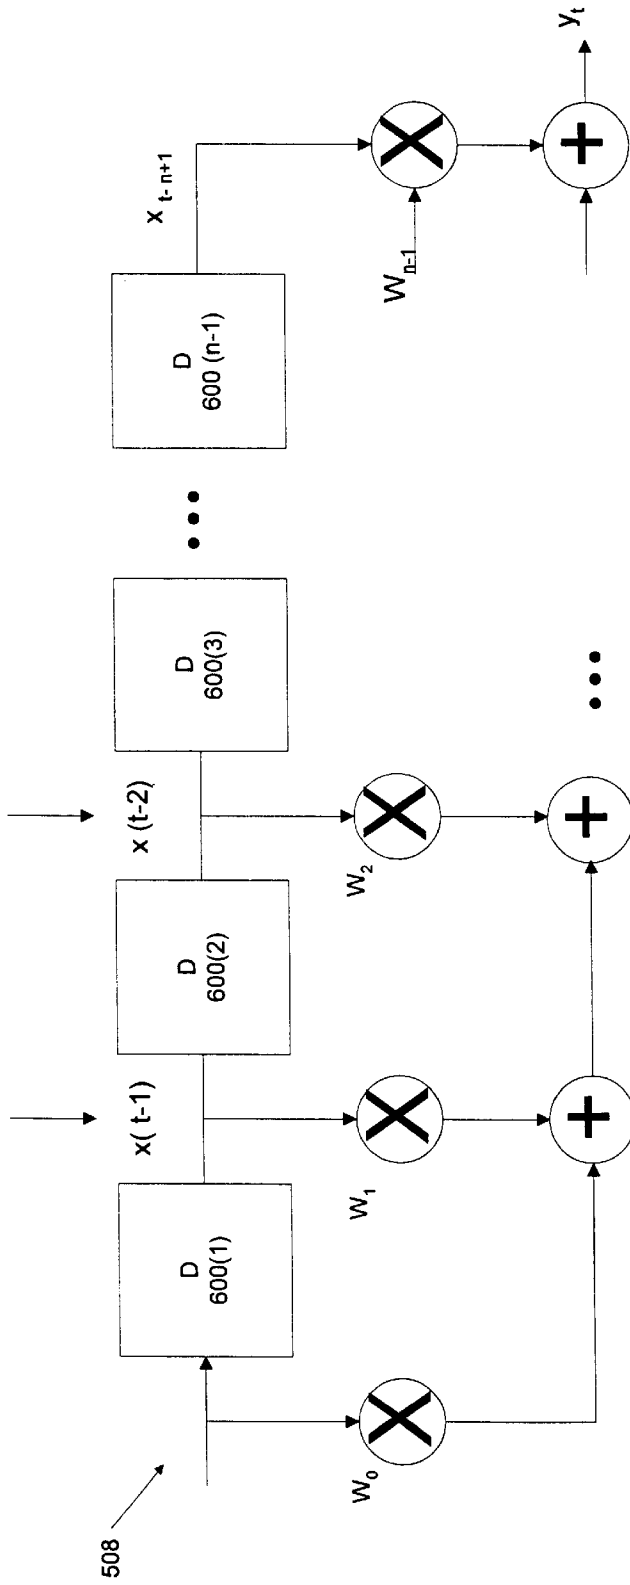 508
D
600(1)
x( t-1)
D
600(2)
x (t-2)
D
600(3)
D
600 (n-1)
x t- n+1
W0
W1
W2
Wn-1
yt